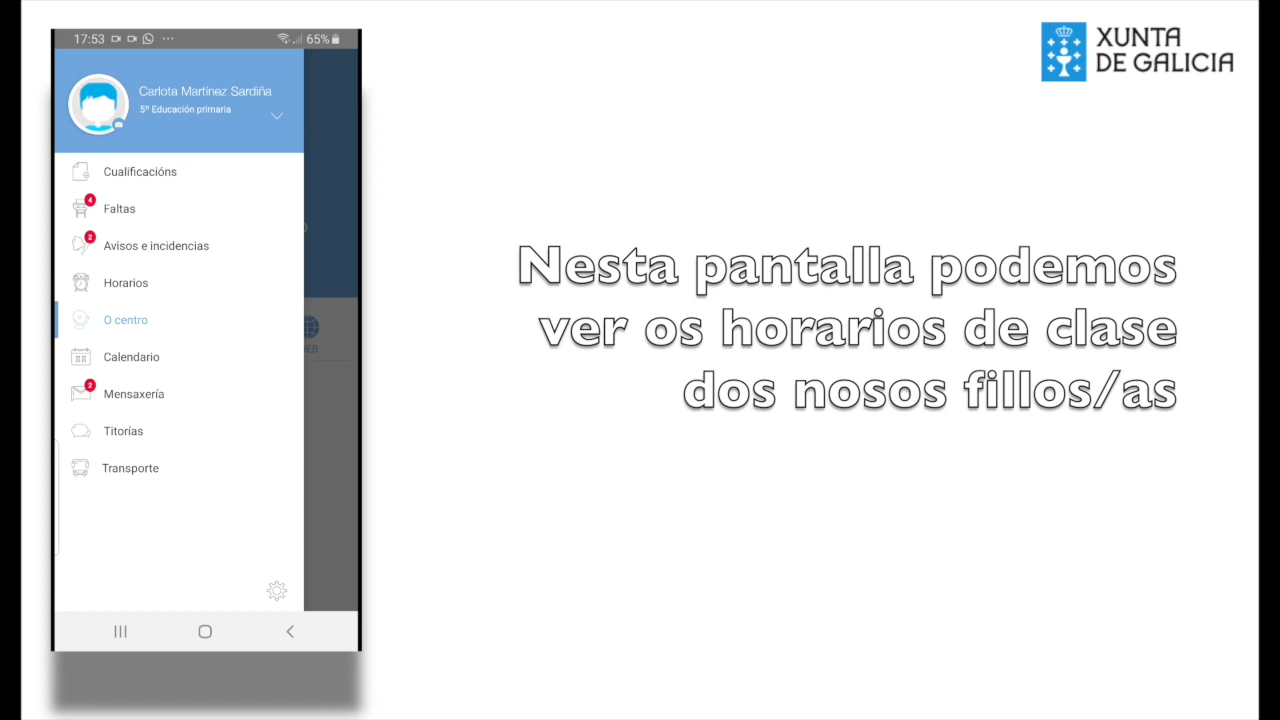 17:53 ... 65%
Carlota Martínez Sardiña
5º Educación primaria
Cualificacións
4
Faltas
2
Avisos e incidencias
Horarios
O centro
Calendario
2
Mensaxería
Titorías
Transporte
EB
XUNTA
DE GALICIA
Nesta pantalla podemos
ver os horarios de clase
dos nosos fillos/as